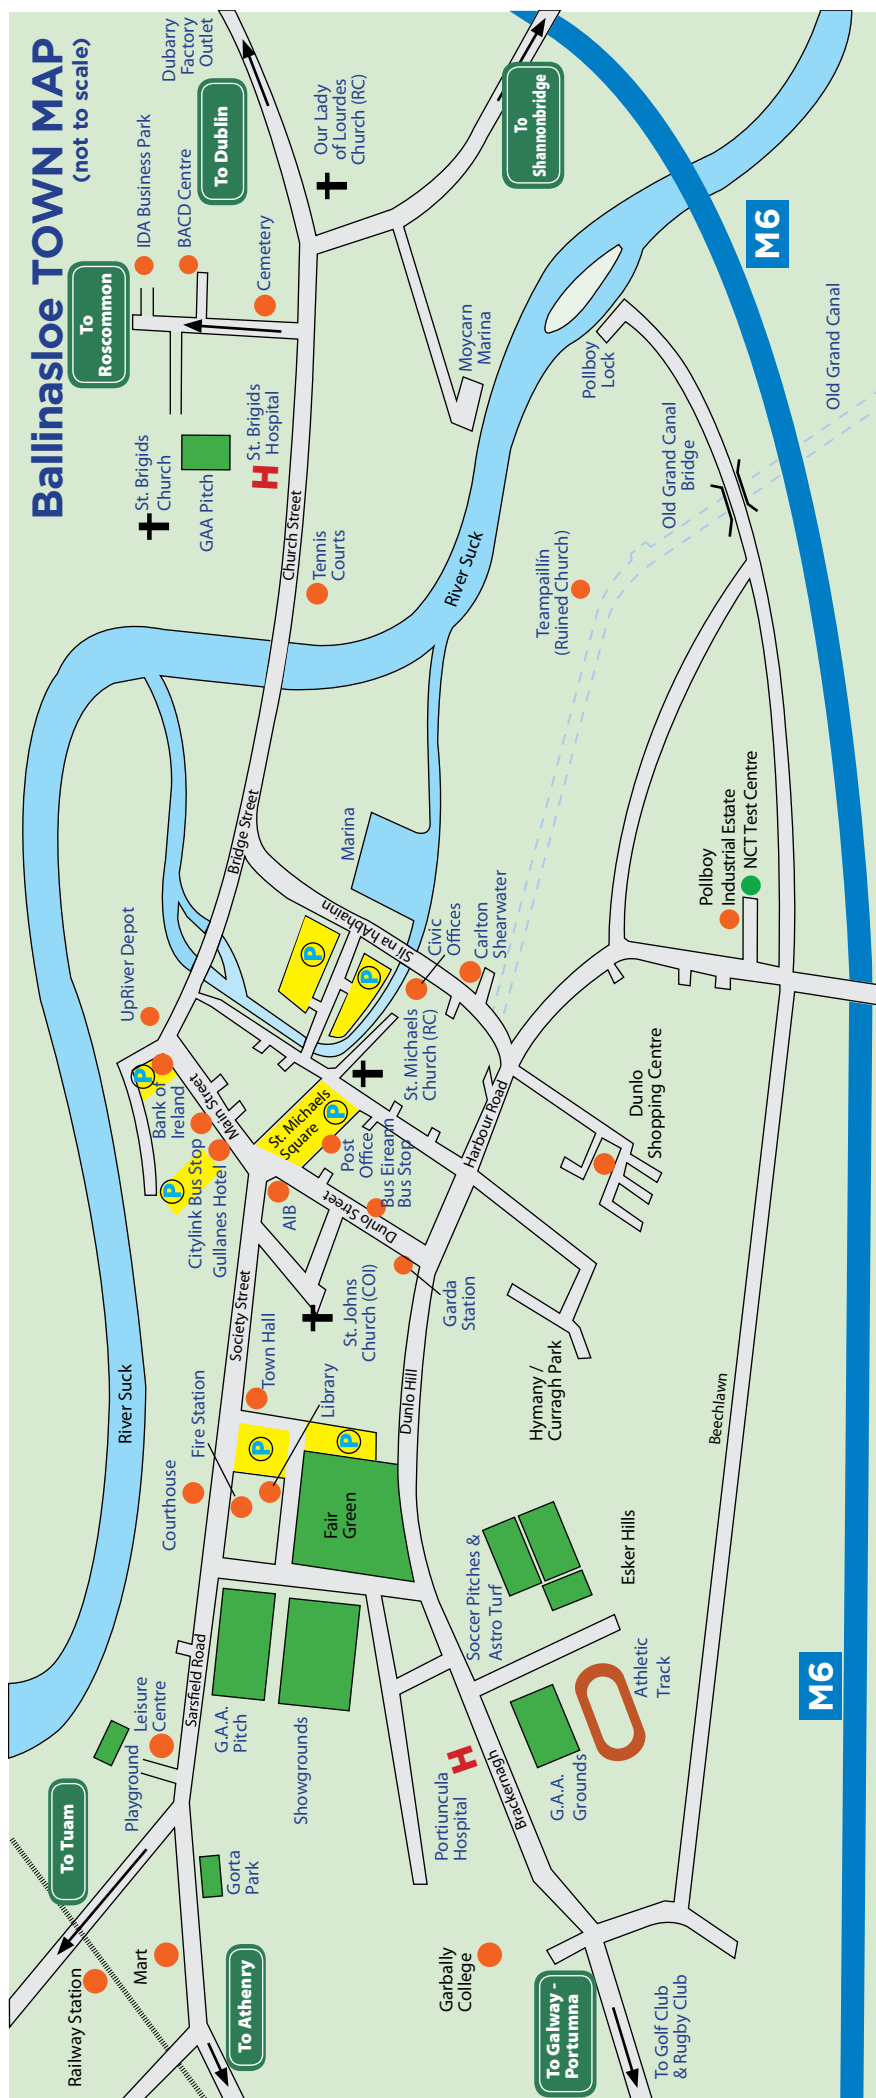 Ballinasloe TOWN MAP
(not to scale)
Dubarry
Factory
Outlet
To Dublin
IDA Business Park
BACD Centre
Cemetery
To
Roscommon
Our Lady
of Lourdes
Church (RC)
To
Shannonbridge
M6
St. Brigids
Church
GAA Pitch
St. Brigids
Hospital
Church Street
Tennis
Courts
Moycarn
Marina
Pollboy
Lock
River Suck
Old Grand Canal
Bridge
Old Grand Canal
Teampaillín
(Ruined Church)
Bridge Street
Marina
Slí na hAbhainn
P
P
Civic
Offices
Carlton
Shearwater
Pollboy
Industrial Estate
NCT Test Centre
UpRiver Depot
P
Bank of
Ireland
Main Street
Citylink Bus Stop
Gullanes Hotel
P
St. Michaels
Square
P
St. Michaels
Church (RC)
Post
Office
Bus Eireann
Bus Stop
AIB
Dunlo Street
Harbour Road
Dunlo
Shopping Centre
Garda
Station
St. Johns
Church (COI)
Society Street
Town Hall
Library
Fire Station
Courthouse
River Suck
P
P
Fair
Green
Dunlo Hill
Hymany /
Curragh Park
Beechlawn
Soccer Pitches &
Astro Turf
Esker Hills
Athletic
Track
M6
G.A.A.
Grounds
Sarsfield Road
G.A.A.
Pitch
Showgrounds
Leisure
Centre
Playground
Portiuncula
Hospital
Brackernagh
To Tuam
Gorta
Park
Mart
Railway Station
To Athenry
Garbally
College
To Galway -
Portumna
To Golf Club
& Rugby Club
H
H